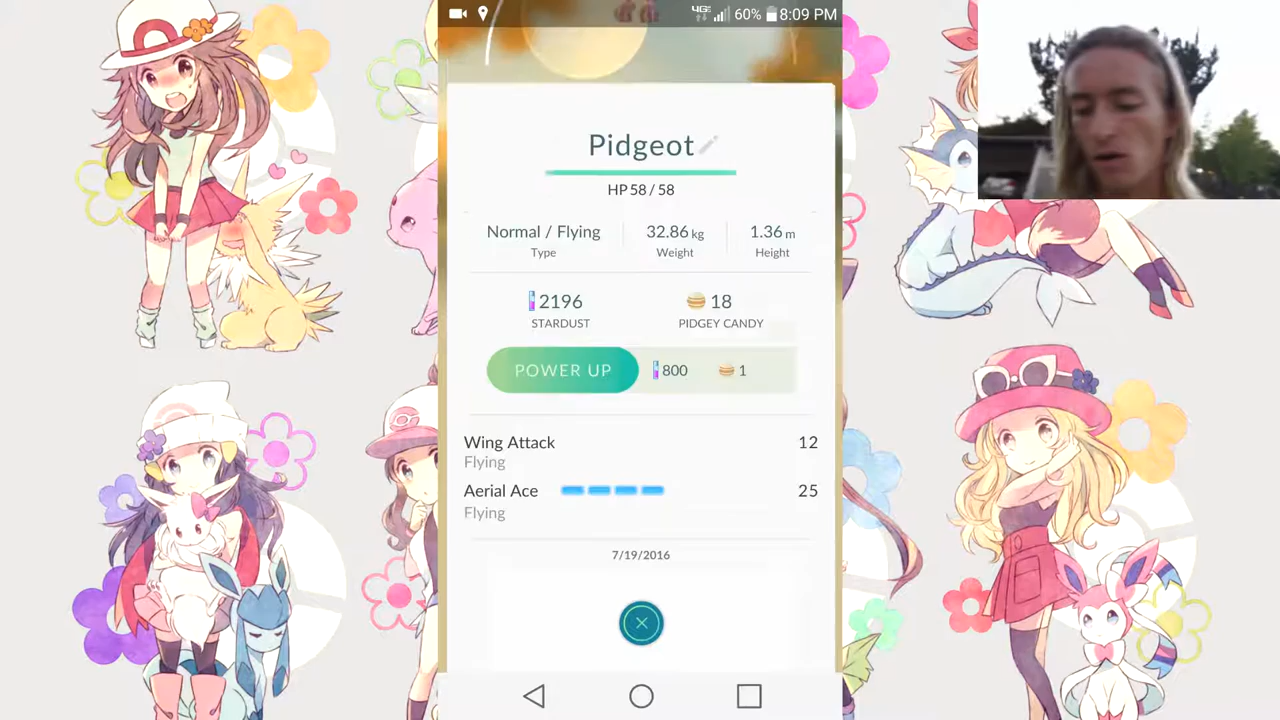 4GE 60% 8:09 PM
Pidgeot
HP 58 / 58
Normal / Flying 32.86 kg 1.36 m
Type Weight Height
2196 18
STARDUST PIDGEY CANDY
POWER UP 800 1
Wing Attack 12
Flying
Aerial Ace 25
Flying
7/19/2016